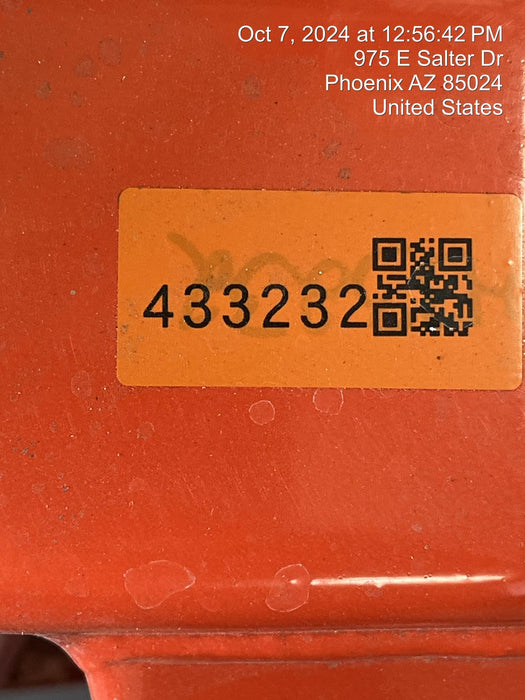 Oct 7, 2024 at 12:56:42 PM
975 E Salter Dr
Phoenix AZ 85024
United States
433232